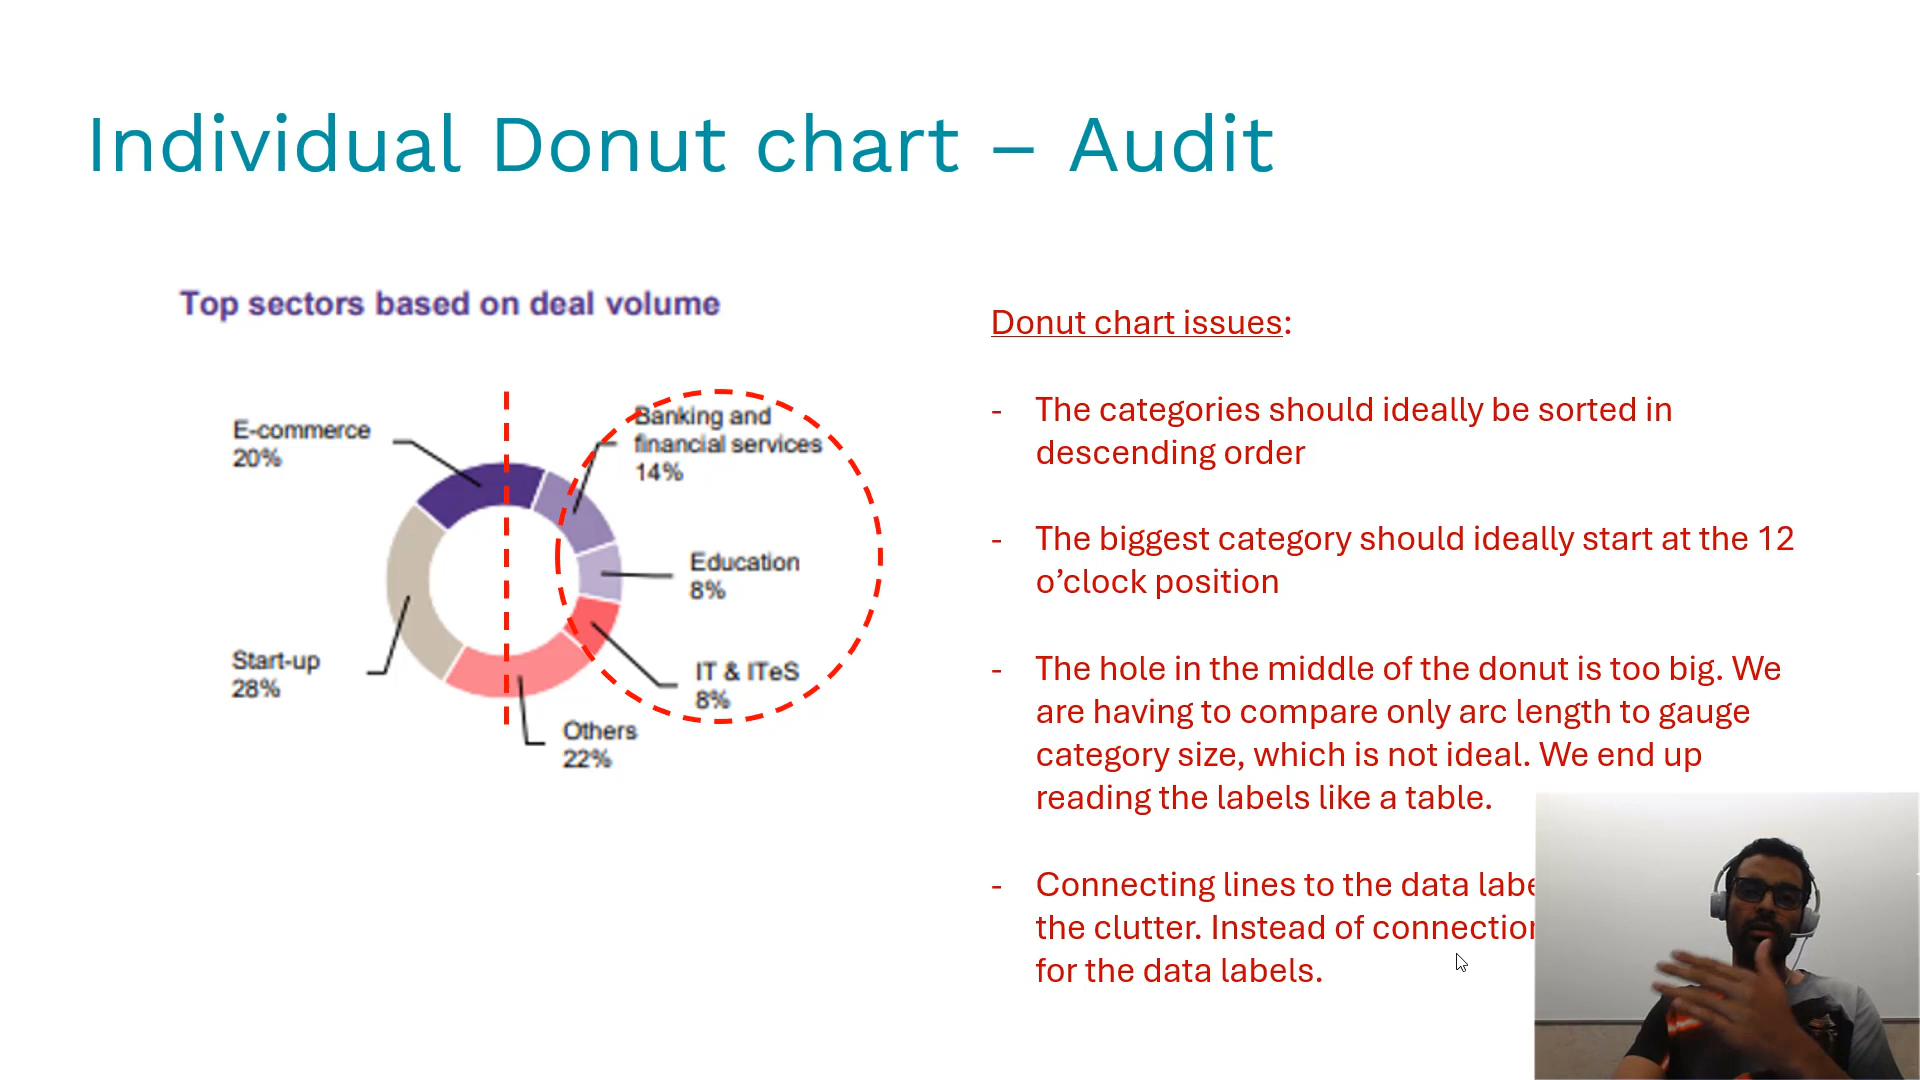 Individual Donut chart – Audit
Top sectors based on deal volume
E-commerce
20%
Banking and
financial services
14%
Education
8%
Start-up
28%
IT & ITeS
8%
Others
22%
Donut chart issues:
- The categories should ideally be sorted in
descending order
- The biggest category should ideally start at the 12
o’clock position
- The hole in the middle of the donut is too big. We
are having to compare only arc length to gauge
category size, which is not ideal. We end up
reading the labels like a table.
- Connecting lines to the data
the clutter. Instead of
for the data labels.